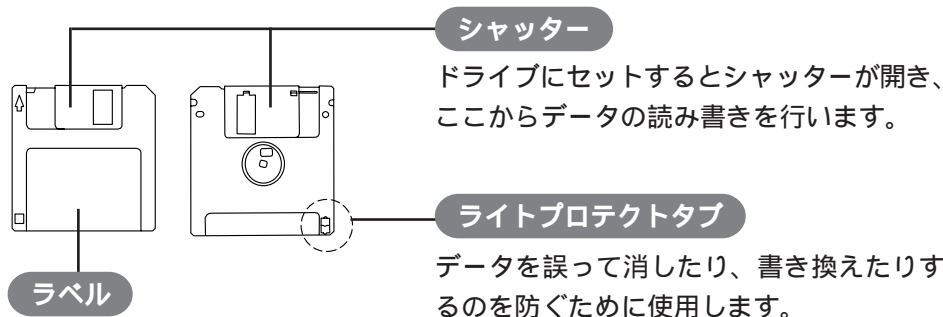 シャッター
ドライブにセットするとシャッターが開き、
ここからデータの読み書きを行います。
ライトプロテクトタブ
データを誤って消したり、書き換えたりす
るのを防ぐために使用します。
ラベル